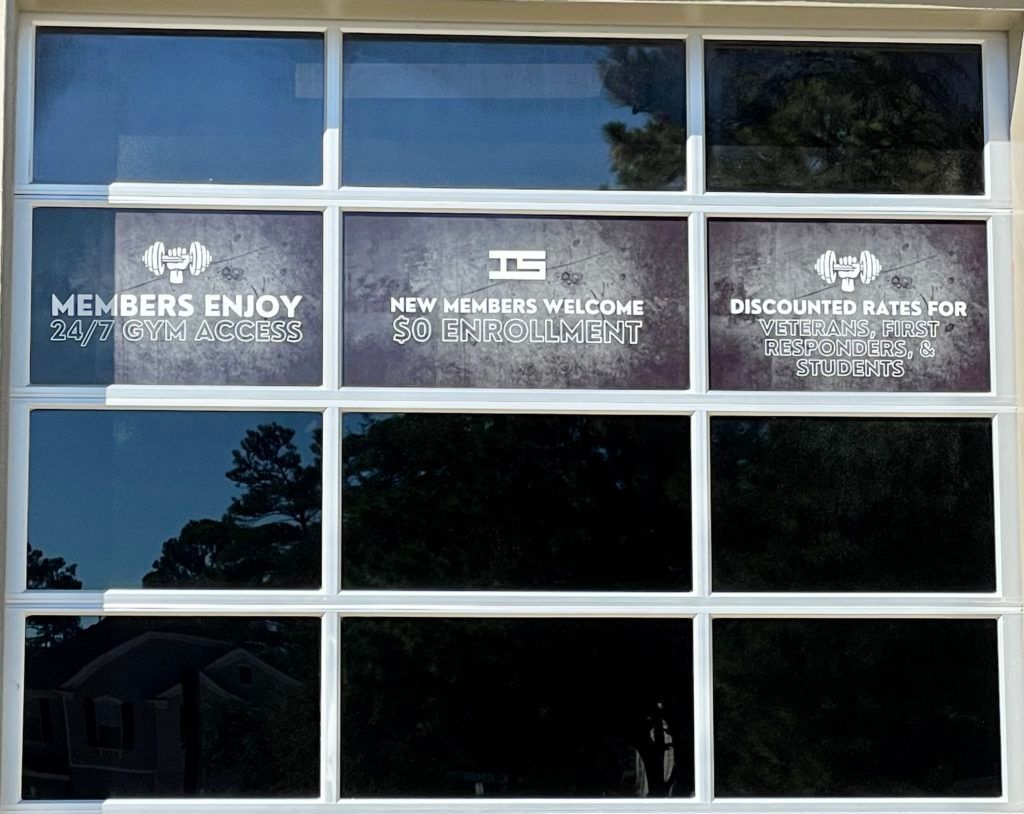 MEMBERS ENJOY
24/7 GYM ACCESS
IS
NEW MEMBERS WELCOME
$0 ENROLLMENT
DISCOUNTED RATES FOR
VETERANS, FIRST
RESPONDERS, &
STUDENTS